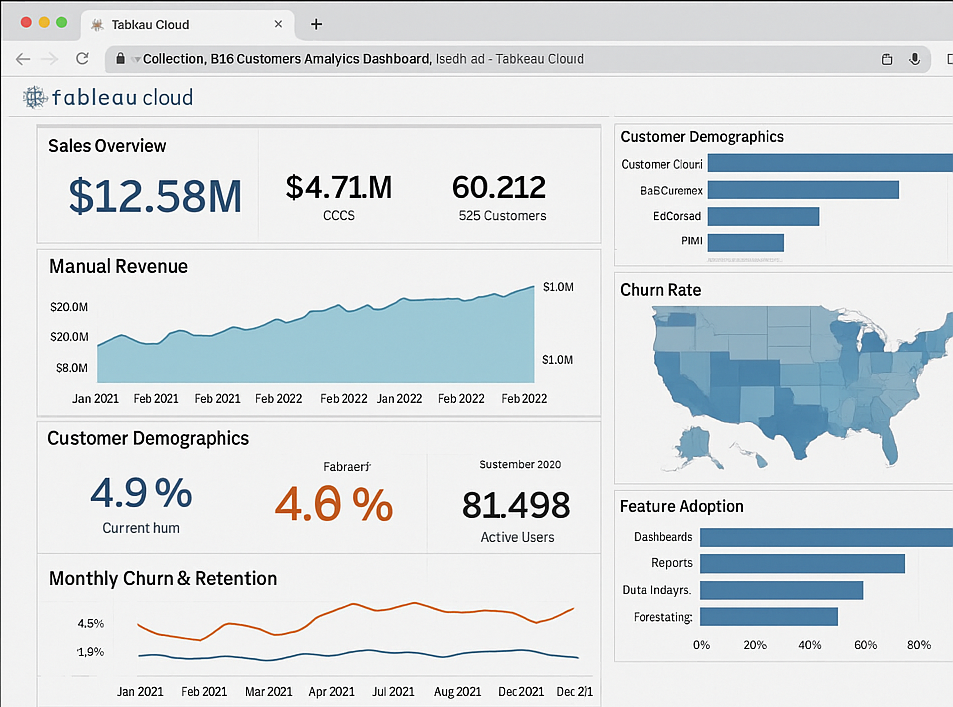 Tabkau Cloud
Collection, B16 Customers Amalyics Dashboard, Isedh ad - Tabkeau Cloud
fableau cloud
Sales Overview
$12.58M
$4.71.M
CCCS
60.212
525 Customers
Manual Revenue
$20.0M
$20.0M
$8.0M
$1.0M
$1.0M
Jan 2021 Feb 2021 Feb 2021 Feb 2022 Feb 2022 Jan 2022 Feb 2022 Feb 2022
Customer Demographics
4.9 %
Current hum
Fabraerɟ
4.0 %
Sustember 2020
81.498
Active Users
Monthly Churn & Retention
4.5%
1,9%
Jan 2021 Feb 2021 Mar 2021 Apr 2021 Jul 2021 Aug 2021 Dec 2021 Dec 2/1
Customer Demographics
Customer Clouri
BaBCuremex
EdCorsad
PIMI
Churn Rate
Feature Adoption
Dashbeards
Reports
Duta Indayrs.
Forestating:
0% 20% 40% 60% 80%